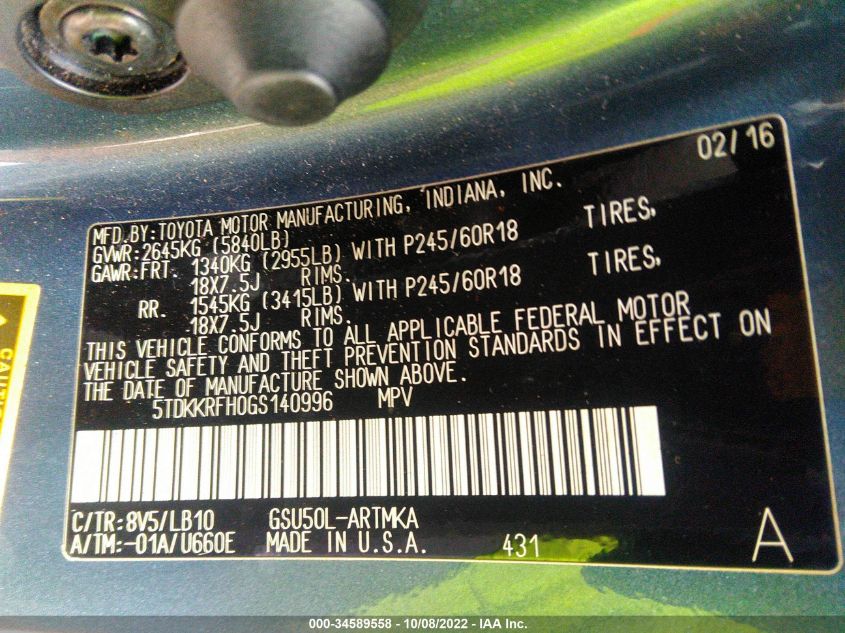 02/16
MFD.BY:TOYOTA MOTOR MANUFACTURING, INDIANA, INC.
GVWR:2645KG (5840LB)
GAWR:FRT. 1340KG (2955LB) WITH P245/60R18 TIRES,
18X7.5J RIMS.
RR. 1545KG (3415LB) WITH P245/60R18 TIRES,
18X7.5J RIMS.
THIS VEHICLE CONFORMS TO ALL APPLICABLE FEDERAL MOTOR
VEHICLE SAFETY AND THEFT PREVENTION STANDARDS IN EFFECT ON
THE DATE OF MANUFACTURE SHOWN ABOVE.
5TDKKRFH0GS140996 MPV
C/TR:8V5/LB10 GSU50L-ARTMKA
A/TM:-01A/U660E MADE IN U.S.A. 431 A
000-34589558 - 10/08/2022 - IAA Inc.